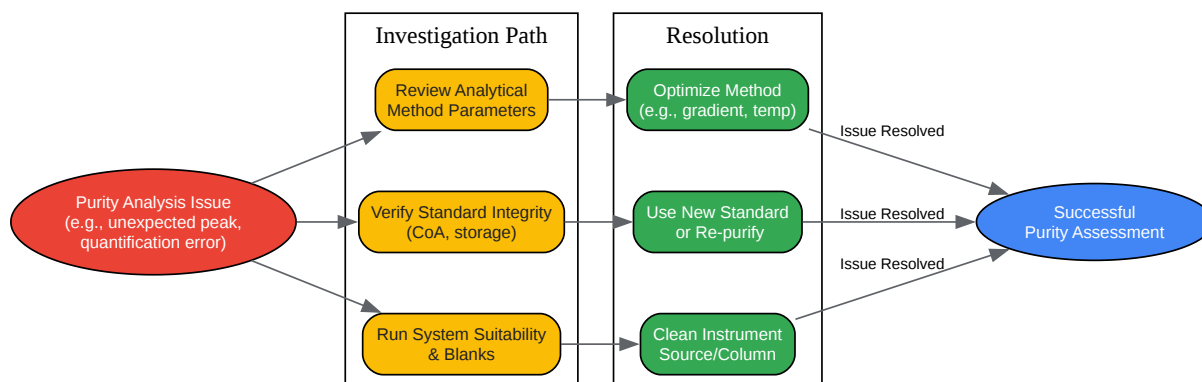 Investigation Path
Resolution
Review Analytical
Method Parameters
Optimize Method
(e.g., gradient, temp)
Issue Resolved
Purity Analysis Issue
(e.g., unexpected peak,
quantification error)
Verify Standard Integrity
(CoA, storage)
Use New Standard
or Re-purify
Issue Resolved
Successful
Purity Assessment
Issue Resolved
Run System Suitability
& Blanks
Clean Instrument
Source/Column